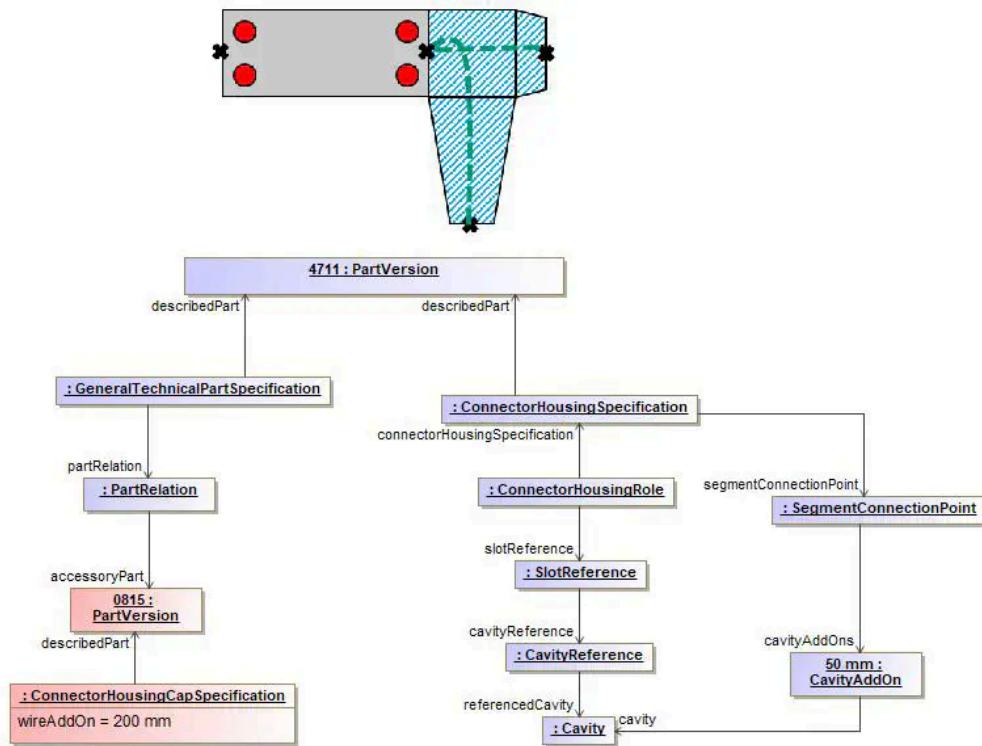 4711 : PartVersion
describedPart
describedPart
: GeneralTechnicalPartSpecification
: ConnectorHousingSpecification
connectorHousingSpecification
partRelation
: PartRelation
: ConnectorHousingRole
segmentConnectionPoint
: SegmentConnectionPoint
slotReference
accessoryPart
: SlotReference
0815 :
PartVersion
describedPart
cavityReference
: CavityReference
cavityAddOns
50 mm :
CavityAddOn
: ConnectorHousingCapSpecification
wireAddOn = 200 mm
referencedCavity
cavity
: Cavity